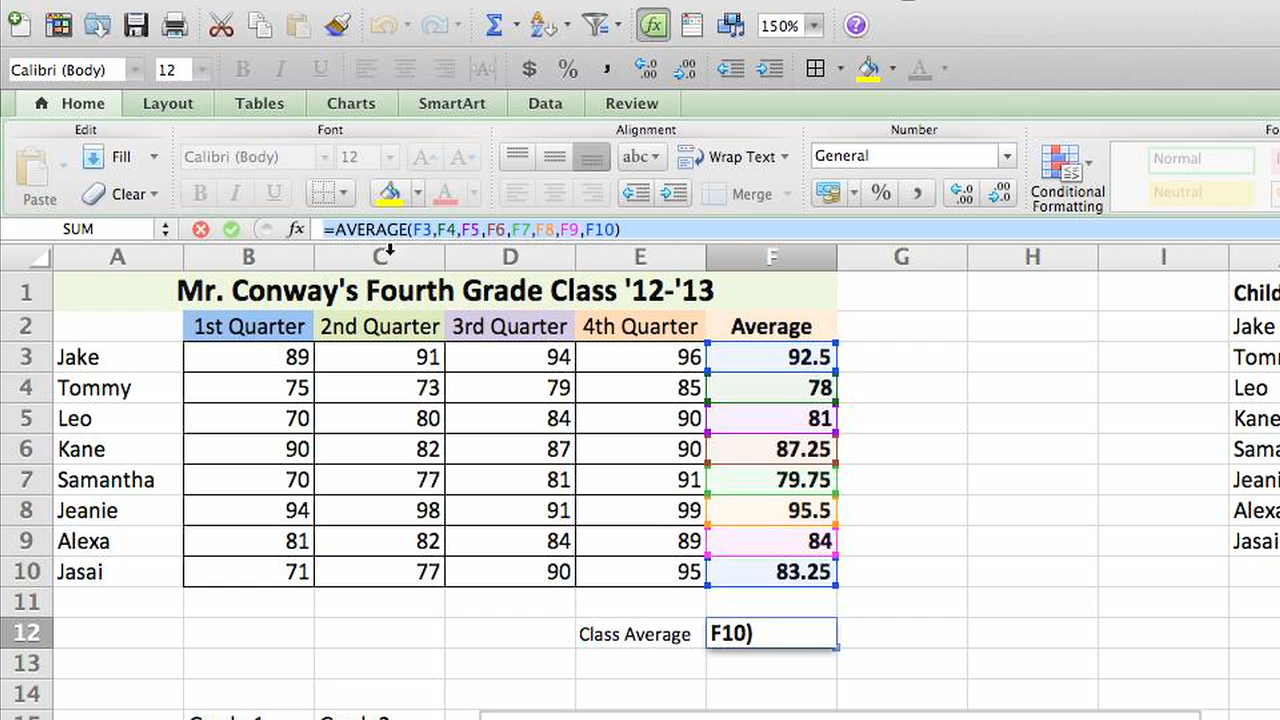 150%
Calibri (Body) 12
Home Layout Tables Charts SmartArt Data Review
Edit Font Alignment Number
Fill Calibri (Body) 12 abc Wrap Text General Normal
Paste Clear Merge Conditional Formatting Neutral
SUM fx =AVERAGE(F3,F4,F5,F6,F7,F8,F9,F10)
A B C D E F G H I
1 Mr. Conway's Fourth Grade Class '12-'13
2 1st Quarter 2nd Quarter 3rd Quarter 4th Quarter Average Jake
3 Jake 89 91 94 96 92.5
4 Tommy 75 73 79 85 78 Leo
5 Leo 70 80 84 90 81
6 Kane 90 82 87 90 87.25
7 Samantha 70 77 81 91 79.75
8 Jeanie 94 98 91 99 95.5
9 Alexa 81 82 84 89 84
10 Jasai 71 77 90 95 83.25
11
12 Class Average F10)
13
14